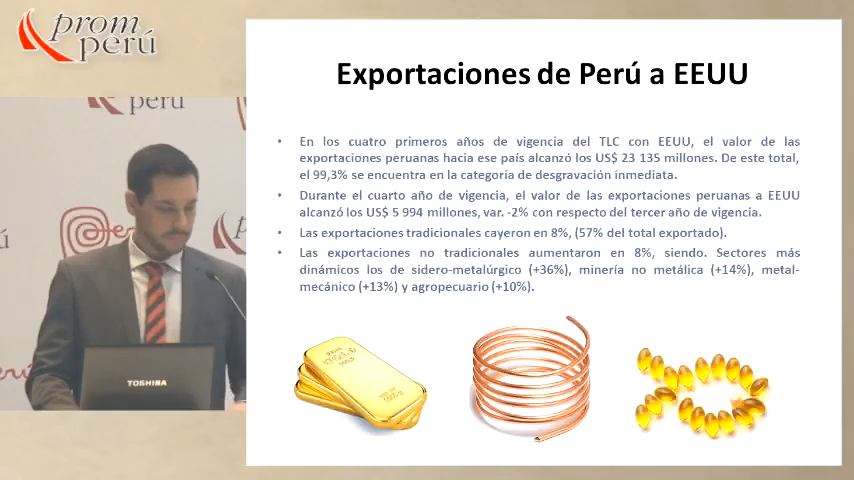 prom
perú
perú
Exportaciones de Perú a EEUU
• En los cuatro primeros años de vigencia del TLC con EEUU, el valor de las
exportaciones peruanas hacia ese país alcanzó los US$ 23 135 millones. De este total,
el 99,3% se encuentra en la categoría de desgravación inmediata.
• Durante el cuarto año de vigencia, el valor de las exportaciones peruanas a EEUU
alcanzó los US$ 5 994 millones, var. -2% con respecto del tercer año de vigencia.
• Las exportaciones tradicionales cayeron en 8%, (57% del total exportado).
• Las exportaciones no tradicionales aumentaron en 8%, siendo. Sectores más
dinámicos los de sidero-metalúrgico (+36%), minería no metálica (+14%), metal-
mecánico (+13%) y agropecuario (+10%).
TOSHIBA